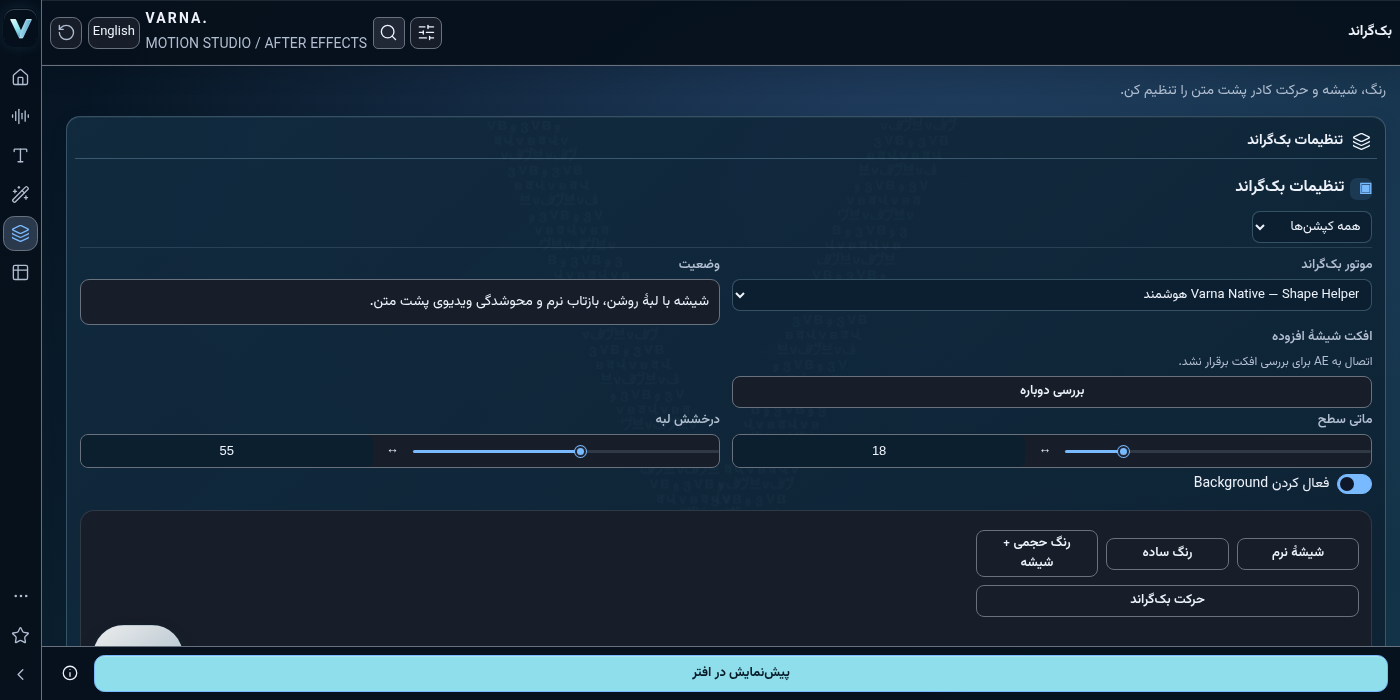 English
VARNA.
MOTION STUDIO / AFTER EFFECTS
بک‌گراند
رنگ، شیشه و حرکت کادر پشت متن را تنظیم کن.
تنظیمات بک‌گراند
تنظیمات بک‌گراند
همه کپشن‌ها
موتور بک‌گراند
Varna Native — Shape Helper هوشمند
وضعیت
شیشه با لبهٔ روشن، بازتاب نرم و محوشدگی ویدیوی پشت متن.
افکت شیشهٔ افزوده
اتصال به AE برای بررسی افکت برقرار نشد.
بررسی دوباره
ماتی سطح
18
درخشش لبه
55
فعال کردن Background
شیشهٔ نرم
رنگ ساده
رنگ حجمی +
شیشه
حرکت بک‌گراند
پیش‌نمایش در افتر